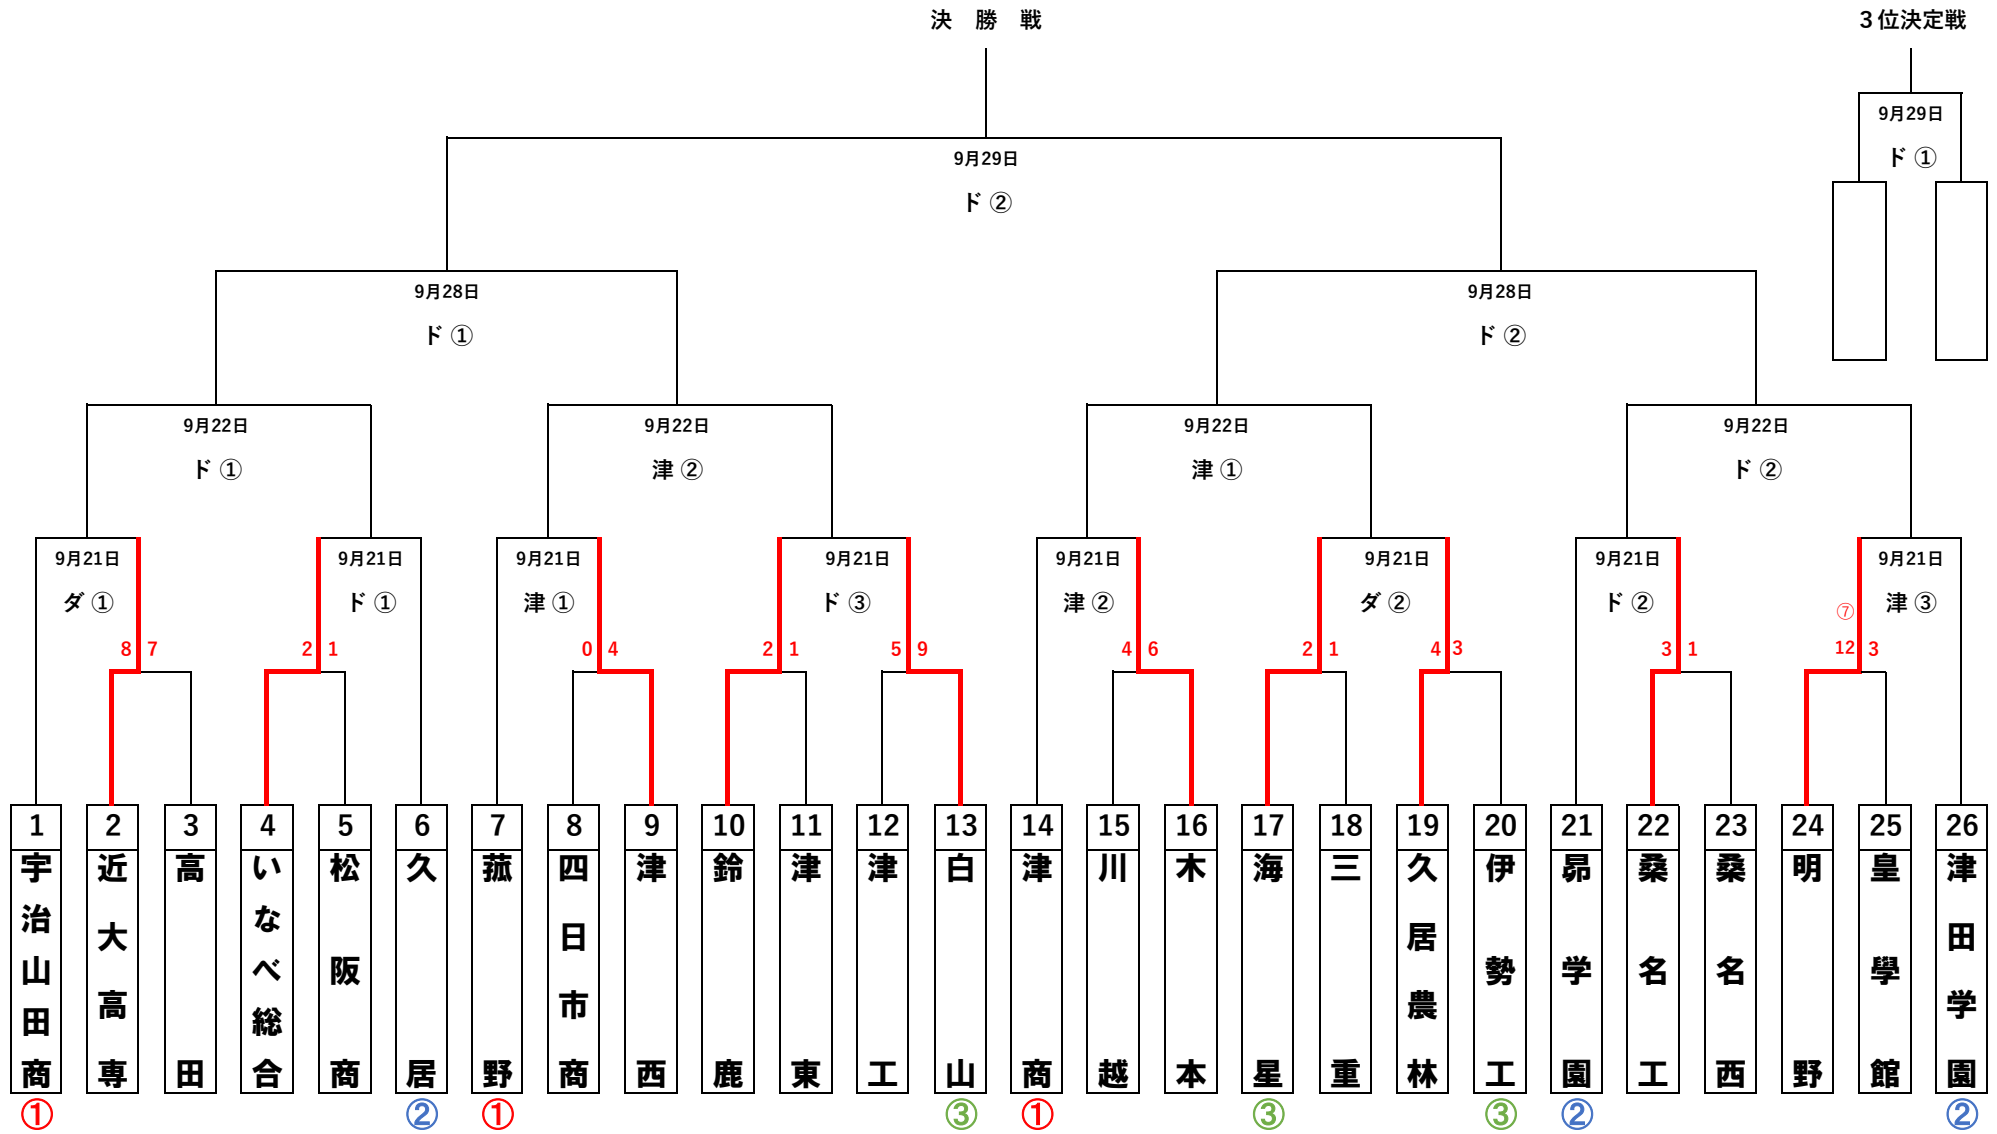 決　勝　戦
３位決定戦
9月29日
ド ①
9月29日
ド ②
9月28日
ド ①
9月28日
ド ②
9月22日
ド ①
9月22日
津 ②
9月22日
津 ①
9月22日
ド ②
9月21日
ダ ①
9月21日
ド ①
9月21日
津 ①
9月21日
ド ③
9月21日
津 ②
9月21日
ダ ②
9月21日
ド ②
9月21日
津 ③
⑦
8 7
2 1
0 4
2 1
5 9
4 6
2 1
4 3
3 1
12 3
1 宇治山田商 ①
2 近大高専
3 高田
4 いなべ総合
5 松阪商
6 久居 ②
7 菰野 ①
8 四日市商
9 津西
10 鈴鹿
11 津東
12 津工
13 白山 ③
14 津商 ①
15 川越
16 木本
17 海星 ③
18 三重
19 久居農林
20 伊勢工 ③
21 昴学園 ②
22 桑名工
23 桑名西
24 明野
25 皇學館
26 津田学園 ②